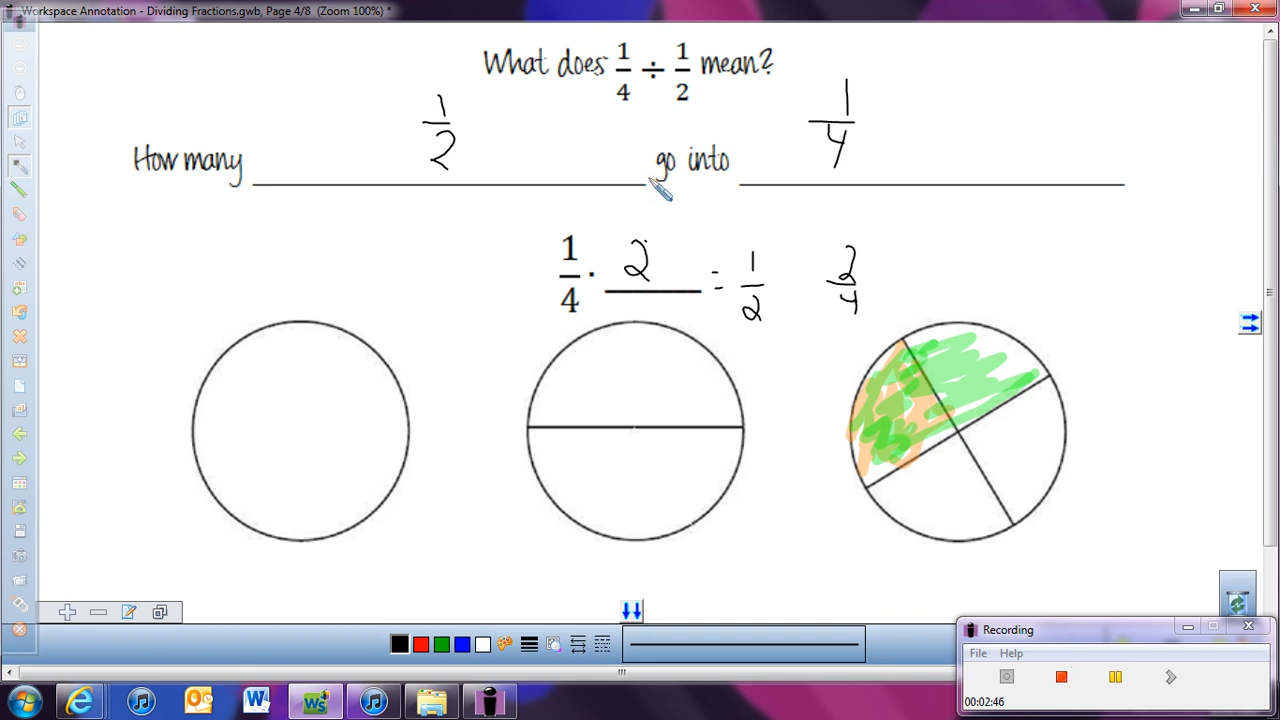 Workspace Annotation - Dividing Fractions.gwb, Page 4/8 (Zoom 100%) *
What does 1/4 ÷ 1/2 mean?
How many 1/2 go into 1/4
1/4 · 2 = 1/2 2/4
Recording
File Help
00:02:46